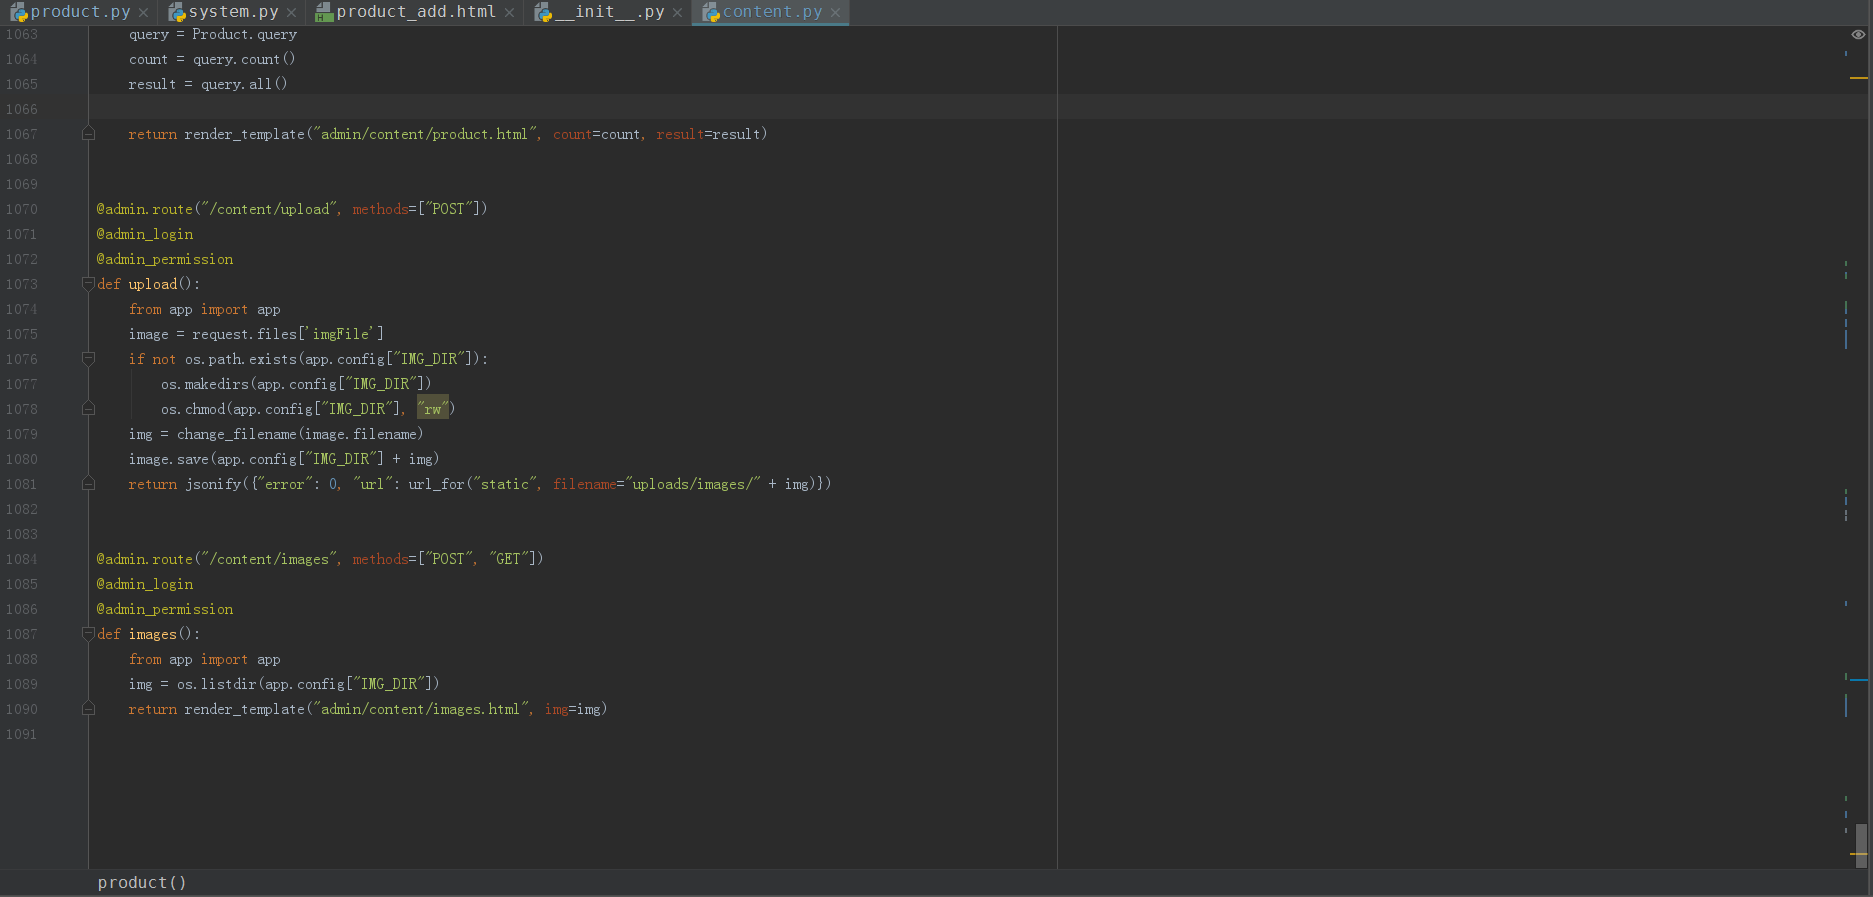 product.py system.py product_add.html __init__.py content.py
1063 query = Product.query
1064 count = query.count()
1065 result = query.all()
1066
1067 return render_template("admin/content/product.html", count=count, result=result)
1068
1069
1070 @admin.route("/content/upload", methods=["POST"])
1071 @admin_login
1072 @admin_permission
1073 def upload():
1074 from app import app
1075 image = request.files['imgFile']
1076 if not os.path.exists(app.config["IMG_DIR"]):
1077 os.makedirs(app.config["IMG_DIR"])
1078 os.chmod(app.config["IMG_DIR"], "rw")
1079 img = change_filename(image.filename)
1080 image.save(app.config["IMG_DIR"] + img)
1081 return jsonify({"error": 0, "url": url_for("static", filename="uploads/images/" + img)})
1082
1083
1084 @admin.route("/content/images", methods=["POST", "GET"])
1085 @admin_login
1086 @admin_permission
1087 def images():
1088 from app import app
1089 img = os.listdir(app.config["IMG_DIR"])
1090 return render_template("admin/content/images.html", img=img)
1091
product()